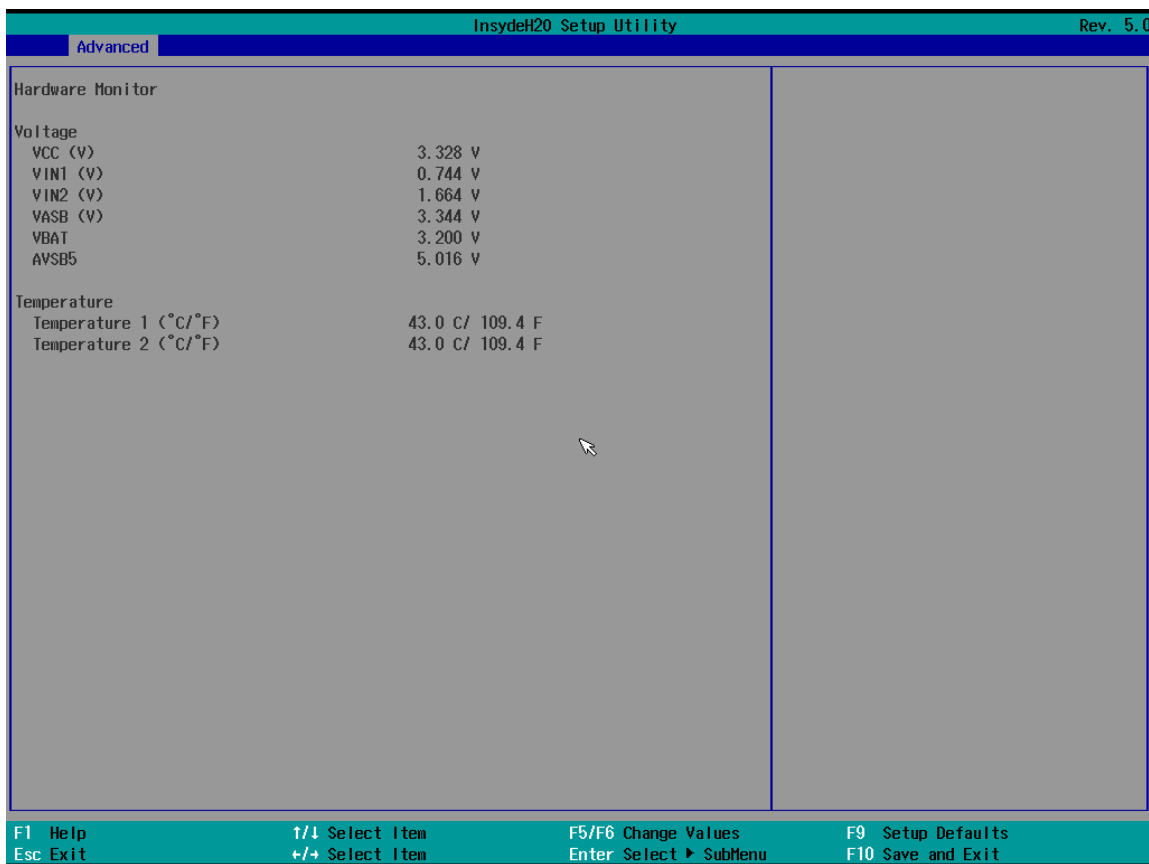 InsydeH20 Setup Utility Rev. 5.0
Advanced
Hardware Monitor
Voltage
VCC (V) 3.328 V
VIN1 (V) 0.744 V
VIN2 (V) 1.664 V
VASB (V) 3.344 V
VBAT 3.200 V
AVSB5 5.016 V
Temperature
Temperature 1 (°C/°F) 43.0 C/ 109.4 F
Temperature 2 (°C/°F) 43.0 C/ 109.4 F
F1 Help ↑/↓ Select Item F5/F6 Change Values F9 Setup Defaults
Esc Exit ←/→ Select Item Enter Select ▶ SubMenu F10 Save and Exit